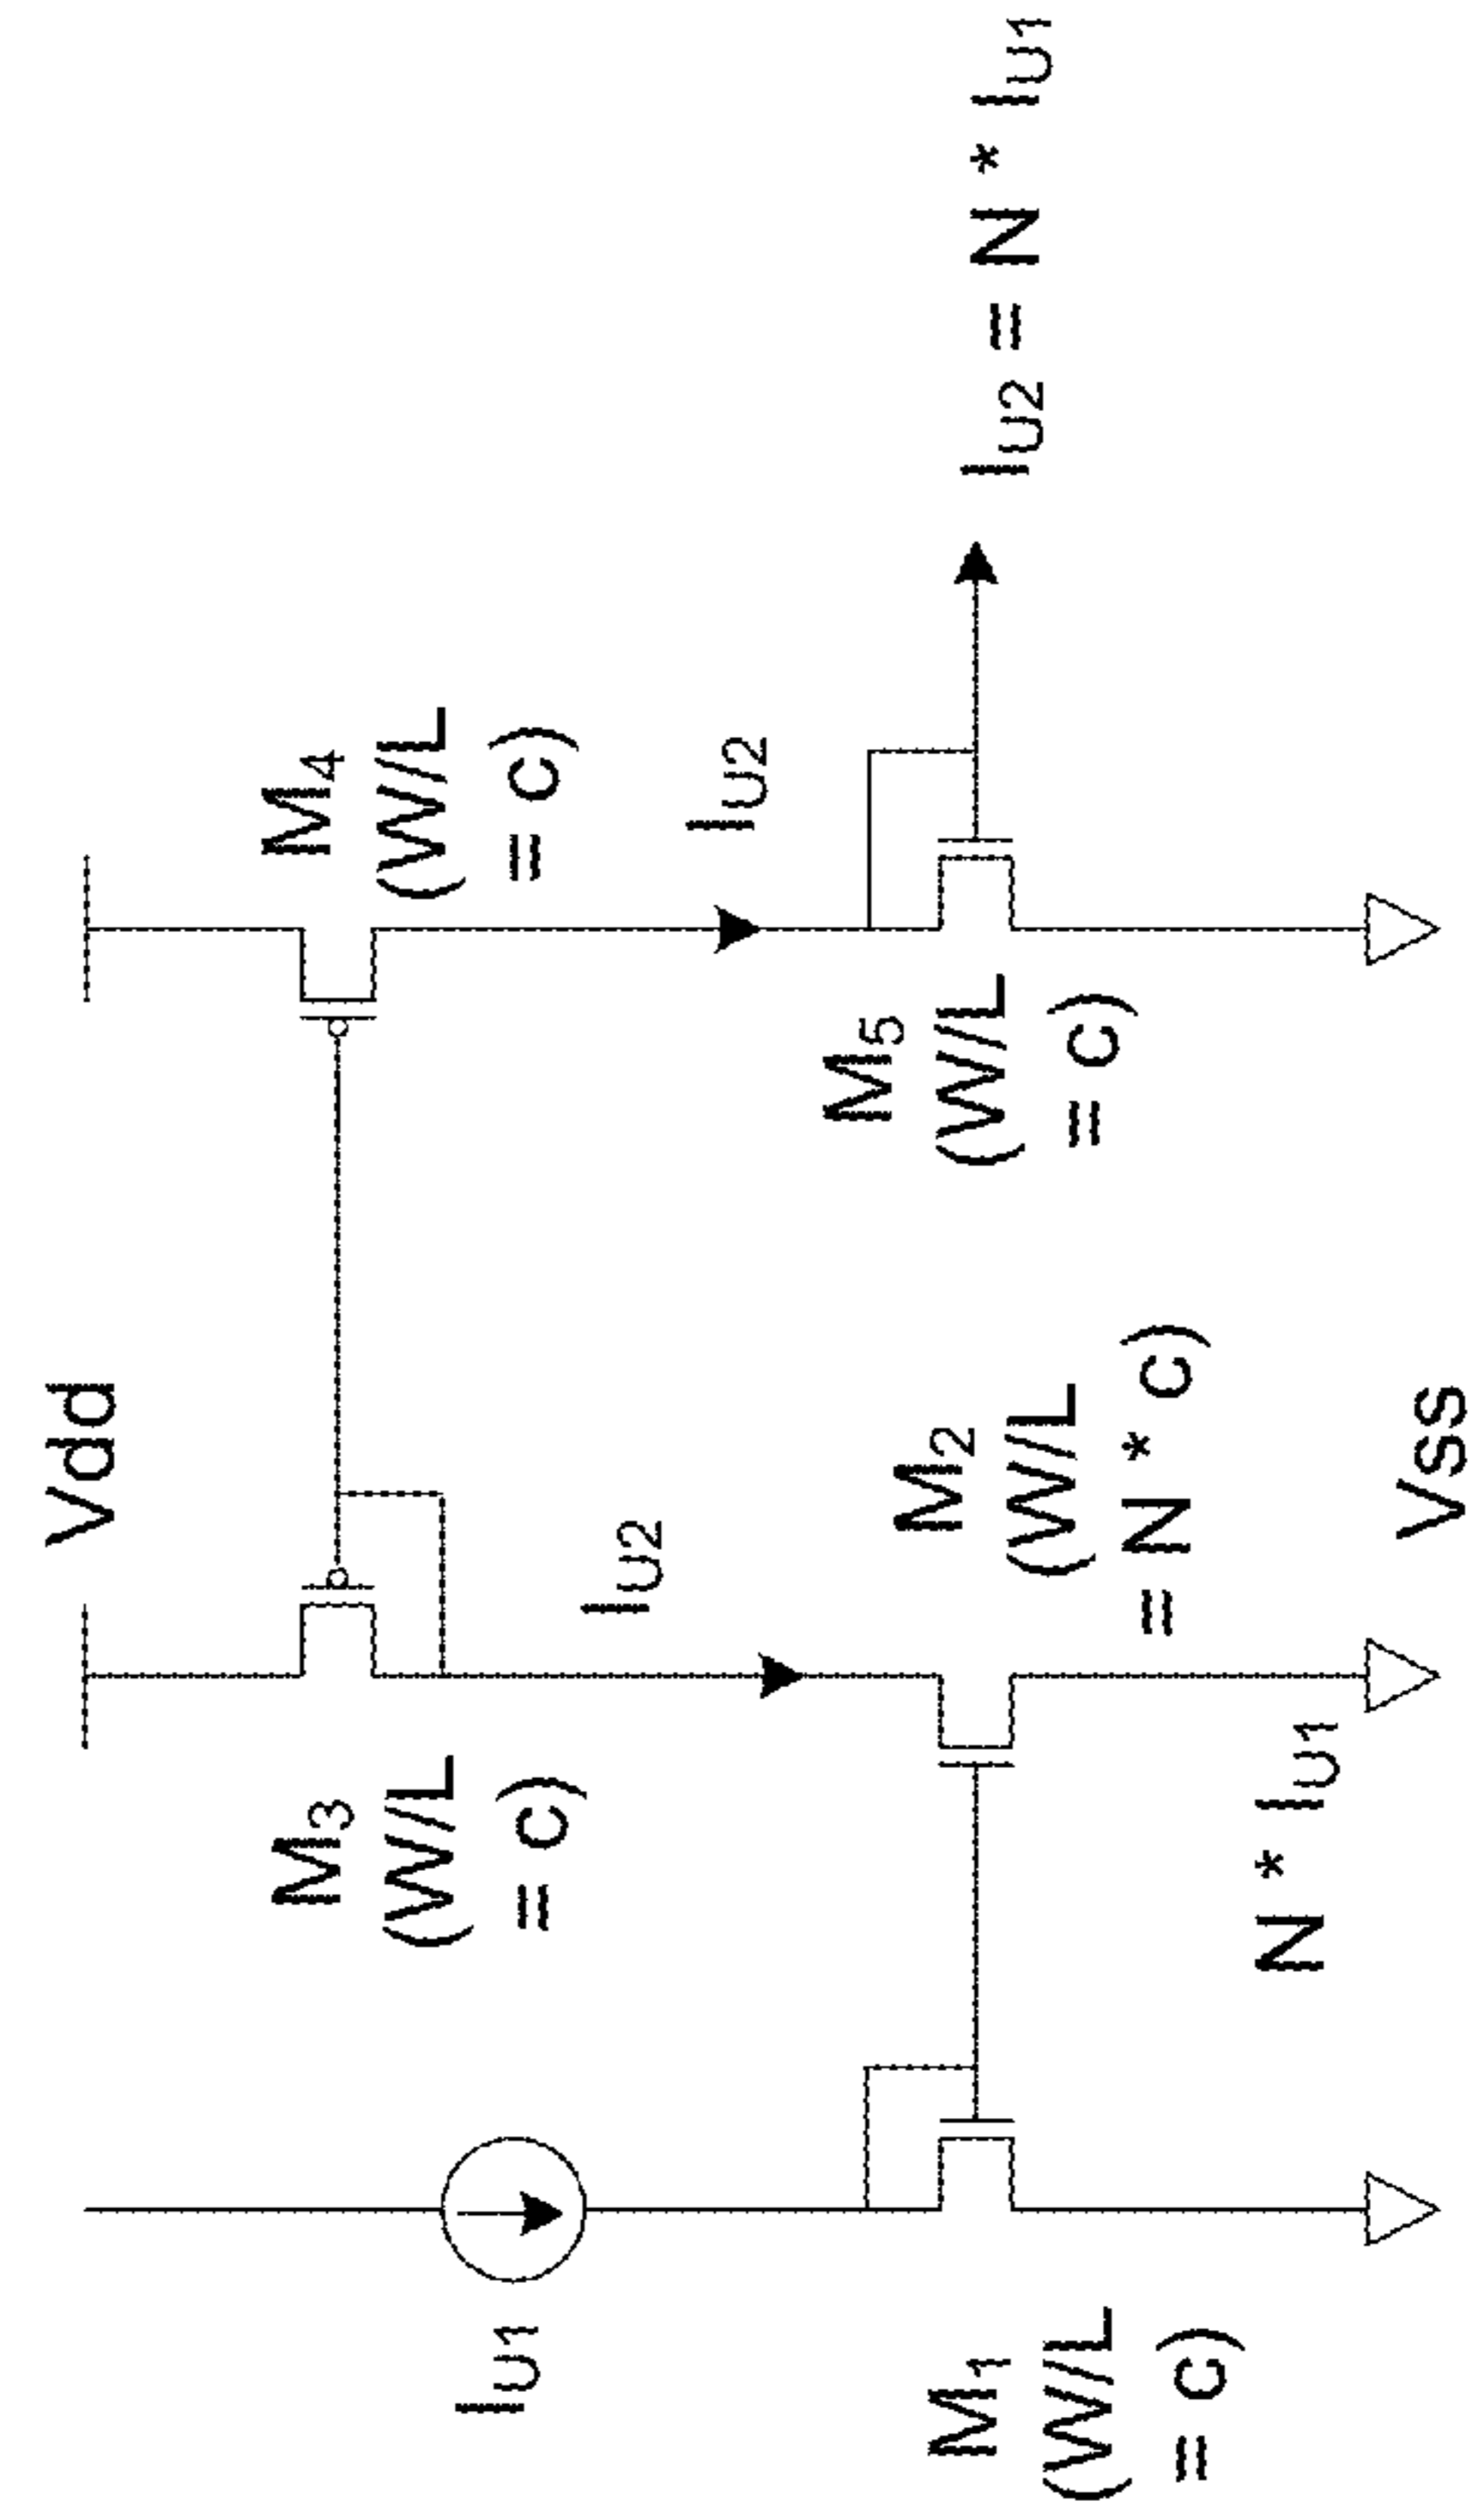 Vdd
IU1
M3
(W/L
= c)
M4
(W/L
= c)
IU2
IU2
M1
(W/L
= c)
M2
(W/L
= N * c)
M5
(W/L
= c)
IU2 = N * IU1
N * IU1
Vss